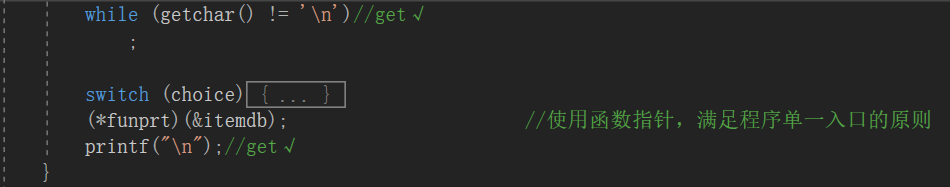 while (getchar() != '\n')//get√
;
switch (choice){ ... }
(*funprt)(&itemdb); //使用函数指针，满足程序单一入口的原则
printf("\n");//get√
}